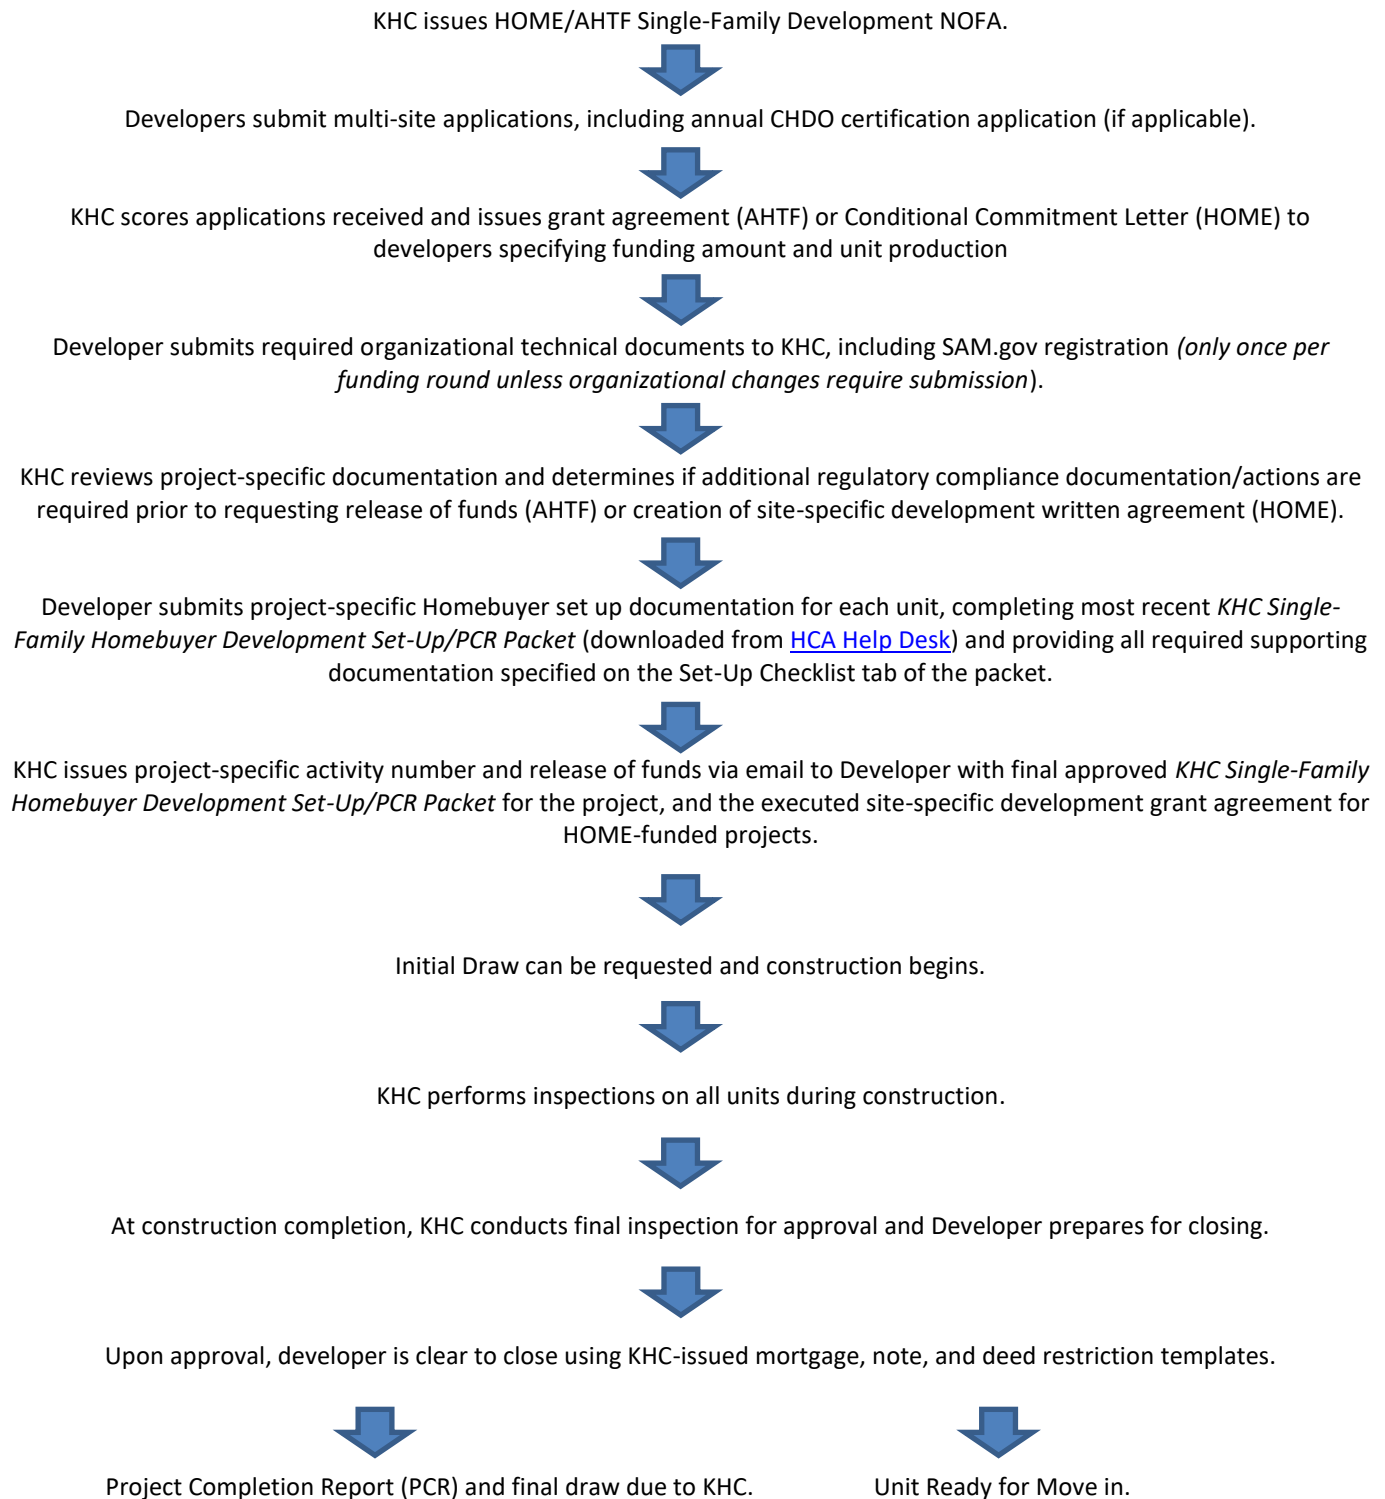 KHC issues HOME/AHTF Single-Family Development NOFA.
Developers submit multi-site applications, including annual CHDO certification application (if applicable).
KHC scores applications received and issues grant agreement (AHTF) or Conditional Commitment Letter (HOME) to
developers specifying funding amount and unit production
Developer submits required organizational technical documents to KHC, including SAM.gov registration (only once per
funding round unless organizational changes require submission).
KHC reviews project-specific documentation and determines if additional regulatory compliance documentation/actions are
required prior to requesting release of funds (AHTF) or creation of site-specific development written agreement (HOME).
Developer submits project-specific Homebuyer set up documentation for each unit, completing most recent KHC Single-
Family Homebuyer Development Set-Up/PCR Packet (downloaded from HCA Help Desk) and providing all required supporting
documentation specified on the Set-Up Checklist tab of the packet.
KHC issues project-specific activity number and release of funds via email to Developer with final approved KHC Single-Family
Homebuyer Development Set-Up/PCR Packet for the project, and the executed site-specific development grant agreement for
HOME-funded projects.
Initial Draw can be requested and construction begins.
KHC performs inspections on all units during construction.
At construction completion, KHC conducts final inspection for approval and Developer prepares for closing.
Upon approval, developer is clear to close using KHC-issued mortgage, note, and deed restriction templates.
Project Completion Report (PCR) and final draw due to KHC.
Unit Ready for Move in.